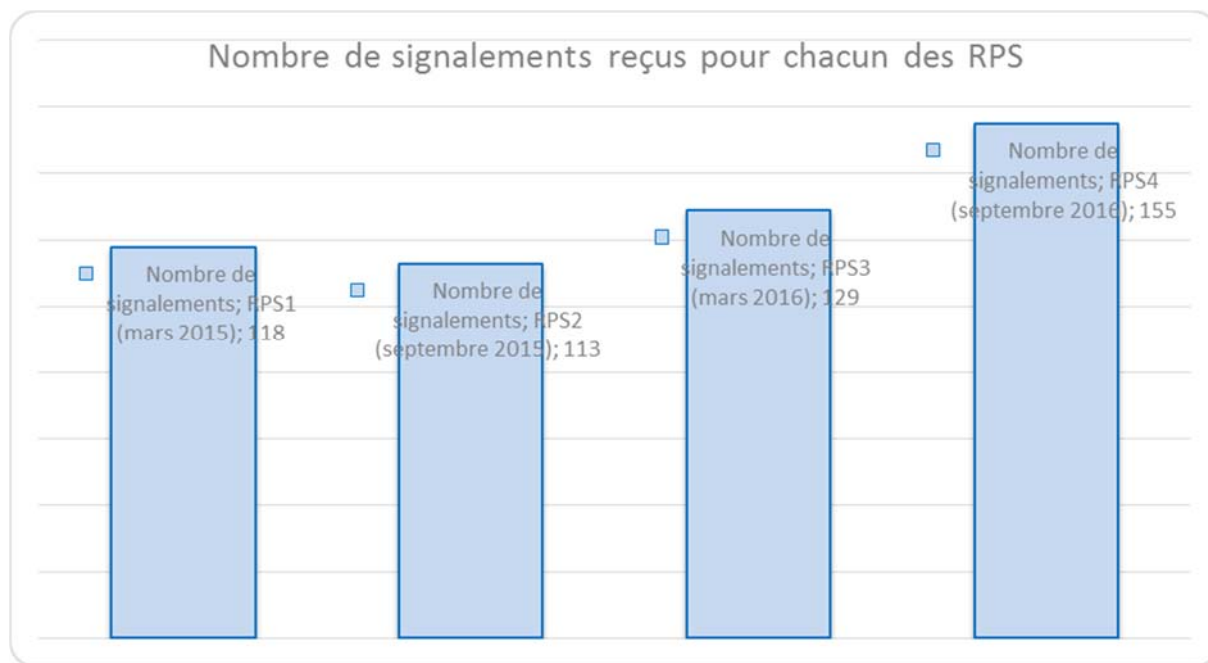 Nombre de signalements reçus pour chacun des RPS
Nombre de
signalements; RPS1
(mars 2015); 118
Nombre de
signalements; RPS2
(septembre 2015); 113
Nombre de
signalements; RPS3
(mars 2016); 129
Nombre de
signalements; RPS4
(septembre 2016); 155